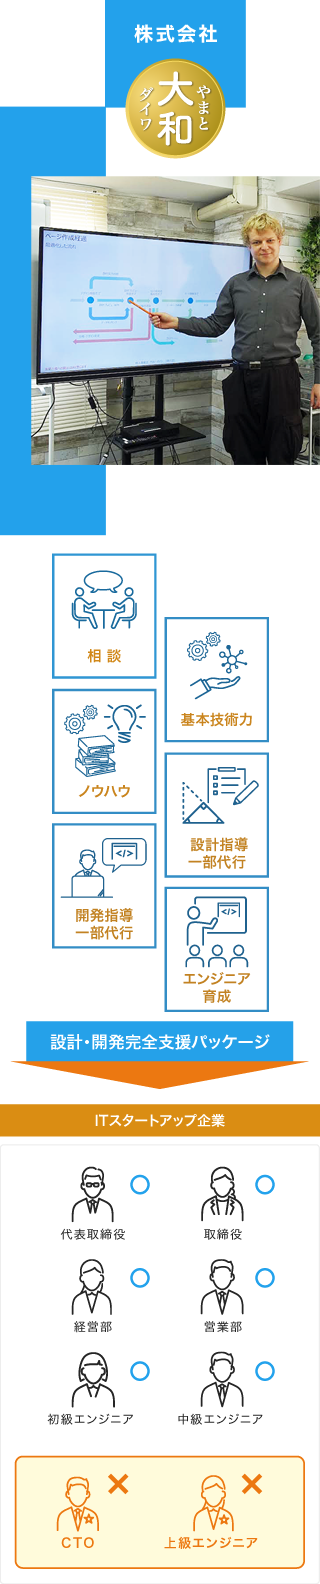 株式会社
大和
やまと
ダイワ
ページ作成経過
相 談
基本技術力
ノウハウ
設計指導
一部代行
開発指導
一部代行
エンジニア
育成
設計・開発完全支援パッケージ
ITスタートアップ企業
代表取締役
取締役
経営部
営業部
初級エンジニア
中級エンジニア
CTO
上級エンジニア